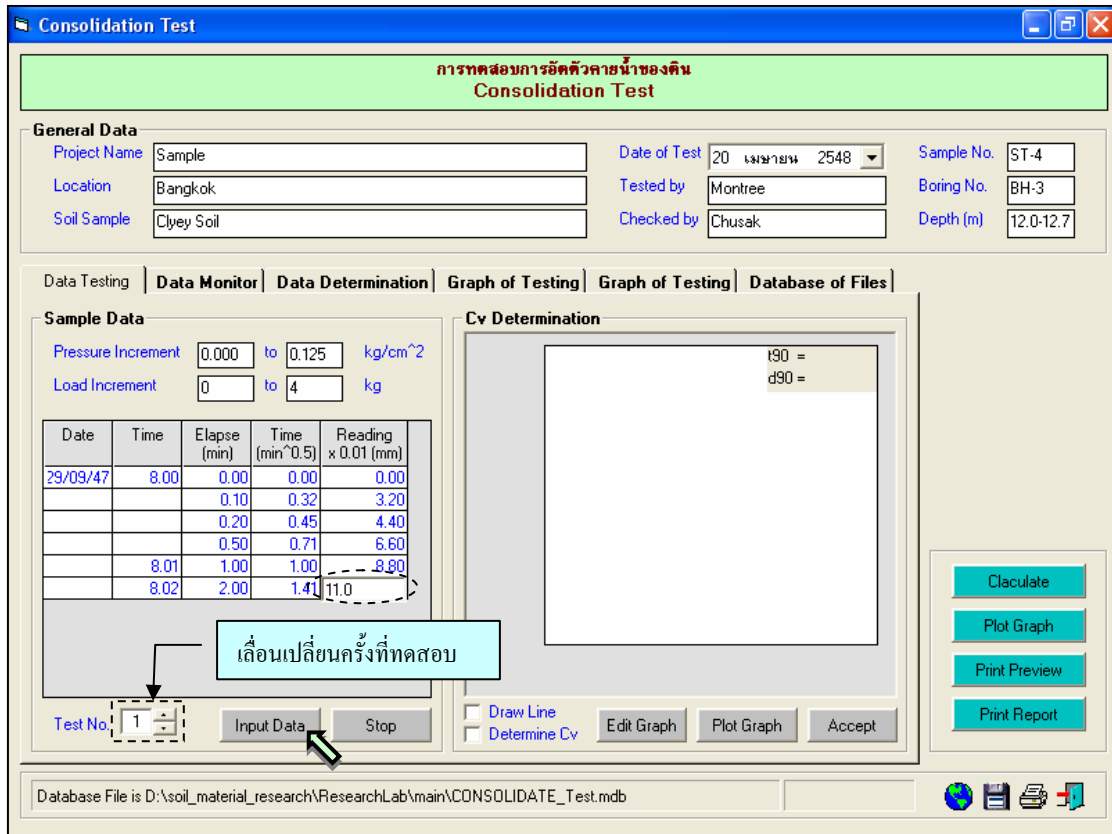 Consolidation Test
การทดสอบการอัดตัวคายน้ำของดิน
Consolidation Test
General Data
Project Name Sample Date of Test 20 เมษายน 2548 Sample No. ST-4
Location Bangkok Tested by Montree Boring No. BH-3
Soil Sample Clyey Soil Checked by Chusak Depth (m) 12.0-12.7
Data Testing Data Monitor Data Determination Graph of Testing Graph of Testing Database of Files
Sample Data
Pressure Increment 0.000 to 0.125 kg/cm^2
Load Increment 0 to 4 kg
Date Time Elapse (min) Time (min^0.5) Reading x 0.01 (mm)
29/09/47 8.00 0.00 0.00 0.00
0.10 0.32 3.20
0.20 0.45 4.40
0.50 0.71 6.60
8.01 1.00 1.00 8.80
8.02 2.00 1.41 11.0
เลื่อนเปลี่ยนครั้งที่ทดสอบ
Test No. 1 Input Data Stop
Cv Determination
t90 =
d90 =
Draw Line
Determine Cv
Edit Graph Plot Graph Accept
Claculate
Plot Graph
Print Preview
Print Report
Database File is D:\soil_material_research\ResearchLab\main\CONSOLIDATE_Test.mdb